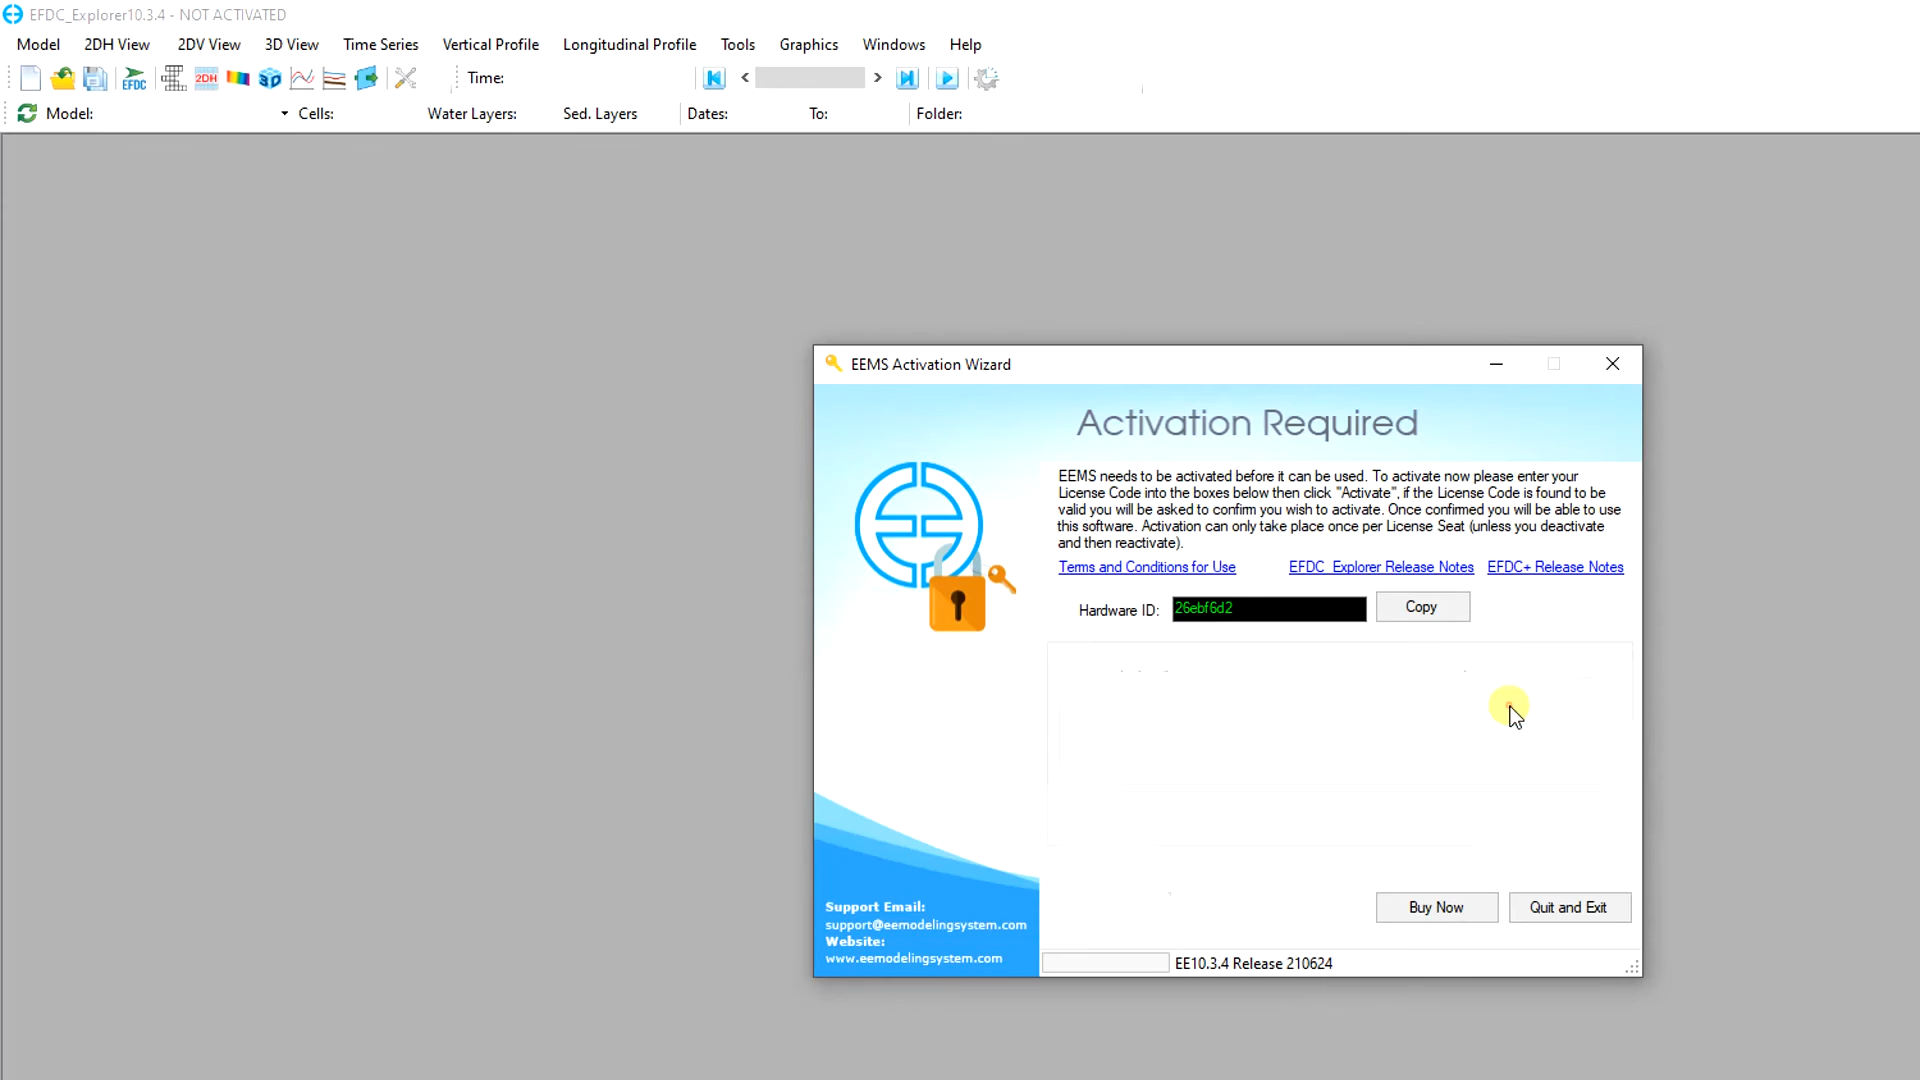 EFDC_Explorer10.3.4 - NOT ACTIVATED
Model 2DH View 2DV View 3D View Time Series Vertical Profile Longitudinal Profile Tools Graphics Windows Help
EFDC 2DH 3D Time: < >
Model: Cells: Water Layers: Sed. Layers Dates: To: Folder:
EEMS Activation Wizard
Activation Required
EEMS needs to be activated before it can be used. To activate now please enter your
License Code into the boxes below then click "Activate", if the License Code is found to be
valid you will be asked to confirm you wish to activate. Once confirmed you will be able to use
this software. Activation can only take place once per License Seat (unless you deactivate
and then reactivate).
Terms and Conditions for Use EFDC_Explorer Release Notes EFDC+ Release Notes
Hardware ID: 26ebf6d2 Copy
Buy Now Quit and Exit
Support Email:
support@eemodelingsystem.com
Website:
www.eemodelingsystem.com
EE10.3.4 Release 210624